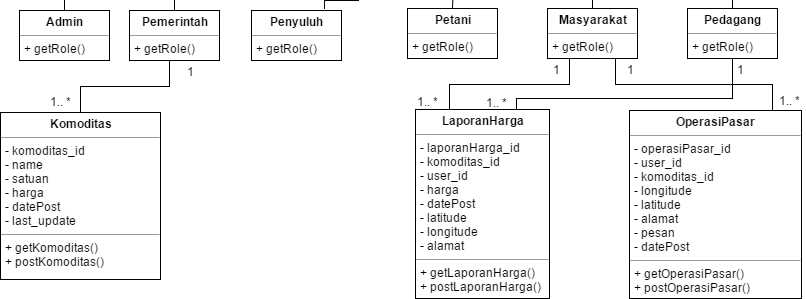 Admin
+ getRole()
Pemerintah
+ getRole()
Penyuluh
+ getRole()
Petani
+ getRole()
Masyarakat
+ getRole()
Pedagang
+ getRole()
1
1
1
1
1.. *
1.. *
1.. *
1.. *
Komoditas
- komoditas_id
- name
- satuan
- harga
- datePost
- last_update
+ getKomoditas()
+ postKomoditas()
LaporanHarga
- laporanHarga_id
- komoditas_id
- user_id
- harga
- datePost
- latitude
- longitude
- alamat
+ getLaporanHarga()
+ postLaporanHarga()
OperasiPasar
- operasiPasar_id
- user_id
- komoditas_id
- longitude
- latitude
- alamat
- pesan
- datePost
+ getOperasiPasar()
+ postOperasiPasar()